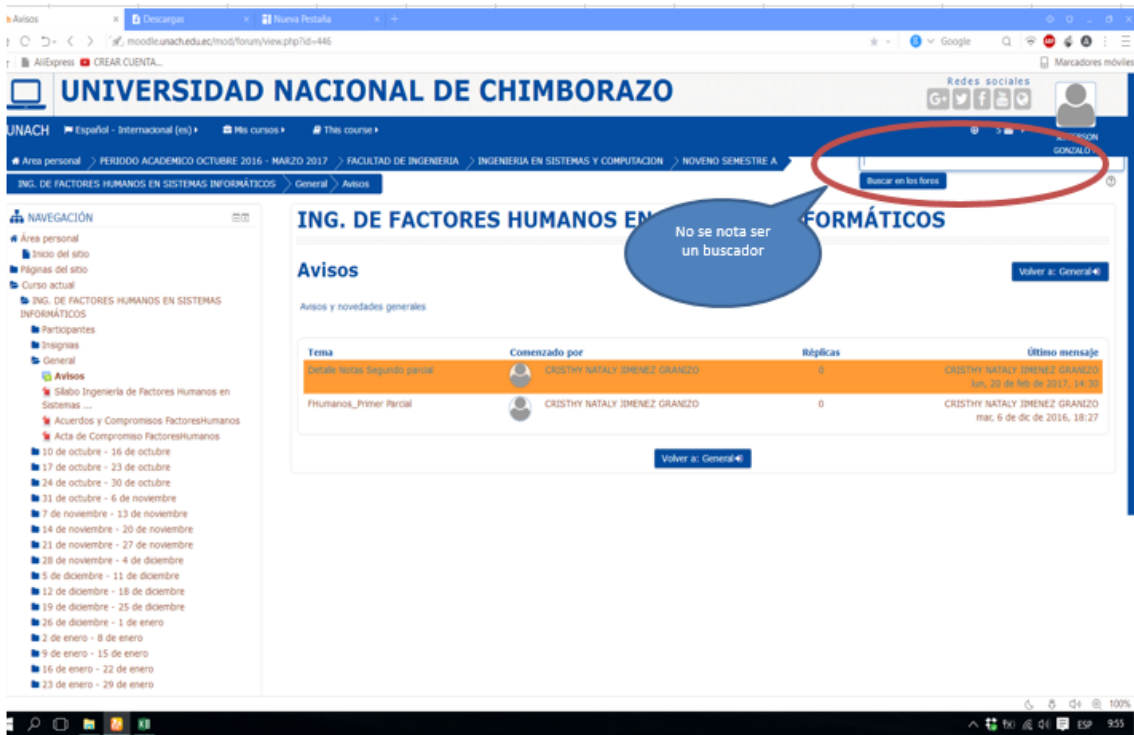 Avisos
Descargas
Nueva Pestaña
moodle.unach.edu.ec/mod/forum/view.php?id=446
Google
AliExpress
CREAR CUENTA...
Marcadores móviles
UNIVERSIDAD NACIONAL DE CHIMBORAZO
Redes sociales
UNACH
Español - Internacional (es)
Mis cursos
This course
5
GONZALO
Area personal
PERIODO ACADEMICO OCTUBRE 2016 - MARZO 2017
FACULTAD DE INGENIERIA
INGENIERIA EN SISTEMAS Y COMPUTACION
NOVENO SEMESTRE A
ING. DE FACTORES HUMANOS EN SISTEMAS INFORMÁTICOS
General
Avisos
Buscar en los foros
NAVEGACIÓN
Área personal
Inicio del sitio
Páginas del sitio
Curso actual
ING. DE FACTORES HUMANOS EN SISTEMAS
INFORMÁTICOS
Participantes
Insignias
General
Avisos
Sílabo Ingeniería de Factores Humanos en
Sistemas ...
Acuerdos y Compromisos FactoresHumanos
Acta de Compromiso FactoresHumanos
10 de octubre - 16 de octubre
17 de octubre - 23 de octubre
24 de octubre - 30 de octubre
31 de octubre - 6 de noviembre
7 de noviembre - 13 de noviembre
14 de noviembre - 20 de noviembre
21 de noviembre - 27 de noviembre
28 de noviembre - 4 de diciembre
5 de diciembre - 11 de diciembre
12 de diciembre - 18 de diciembre
19 de diciembre - 25 de diciembre
26 de diciembre - 1 de enero
2 de enero - 8 de enero
9 de enero - 15 de enero
16 de enero - 22 de enero
23 de enero - 29 de enero
ING. DE FACTORES HUMANOS EN INFORMÁTICOS
No se nota ser
un buscador
Avisos
Volver a: General
Avisos y novedades generales
Tema
Comenzado por
Réplicas
Último mensaje
Detalle Notas Segundo parcial
CRISTHY NATALY JIMENEZ GRANIZO
0
CRISTHY NATALY JIMENEZ GRANIZO
lun, 20 de feb de 2017, 14:30
FHumanos_Primer Parcial
CRISTHY NATALY JIMENEZ GRANIZO
0
CRISTHY NATALY JIMENEZ GRANIZO
mar, 6 de dic de 2016, 18:27
Volver a: General
100%
ESP
9:55